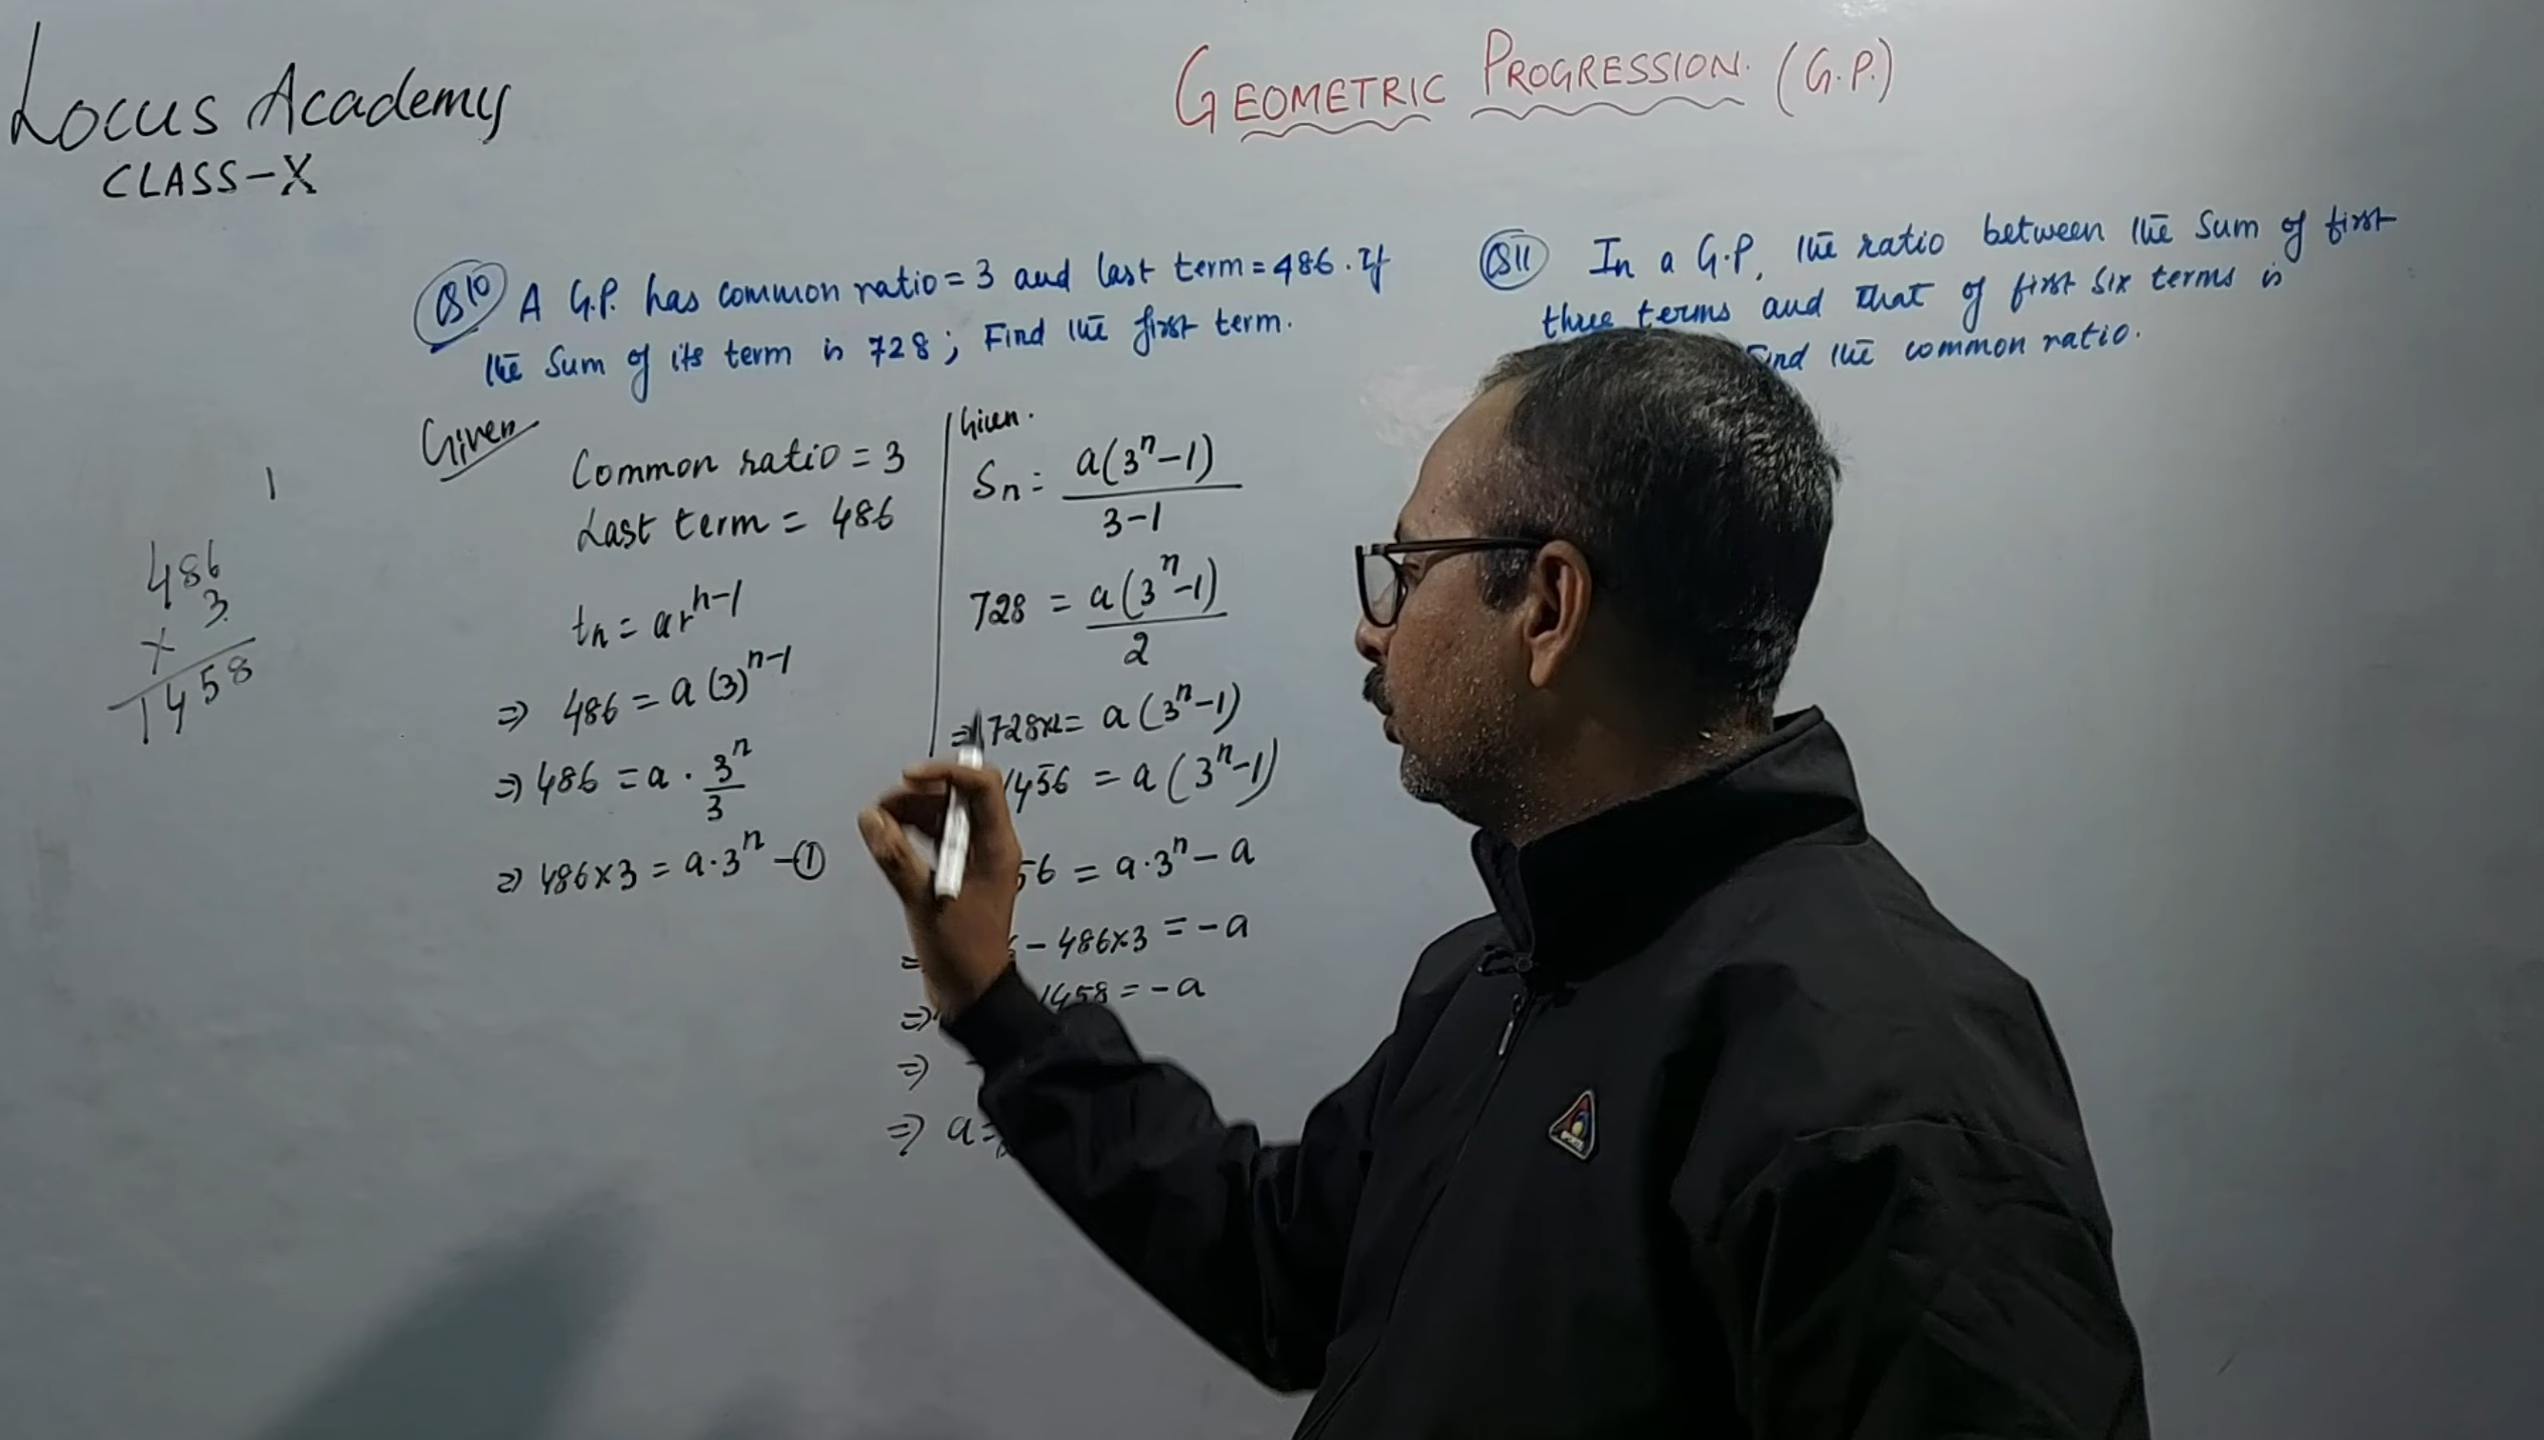 Locus Academy
CLASS-X
GEOMETRIC PROGRESSION. (G.P.)
Q10 A G.P. has common ratio = 3 and last term = 486. If
the Sum of its term is 728; Find the first term.
Given
Common ratio = 3
Last term = 486
tn = ar^n-1
⇒ 486 = a(3)^n-1
⇒ 486 = a · 3^n/3
⇒ 486×3 = a·3^n -①
1
486
3
×
1458
Given.
Sn = a(3^n-1)/3-1
728 = a(3^n-1)/2
⇒ 728×2 = a(3^n-1)
1456 = a(3^n-1)
56 = a·3^n - a
= - 486×3 = -a
⇒ 1458 = -a
⇒ -
⇒ a =
Q11 In a G.P, the ratio between the Sum of first
three terms and that of first six terms is
the common ratio.